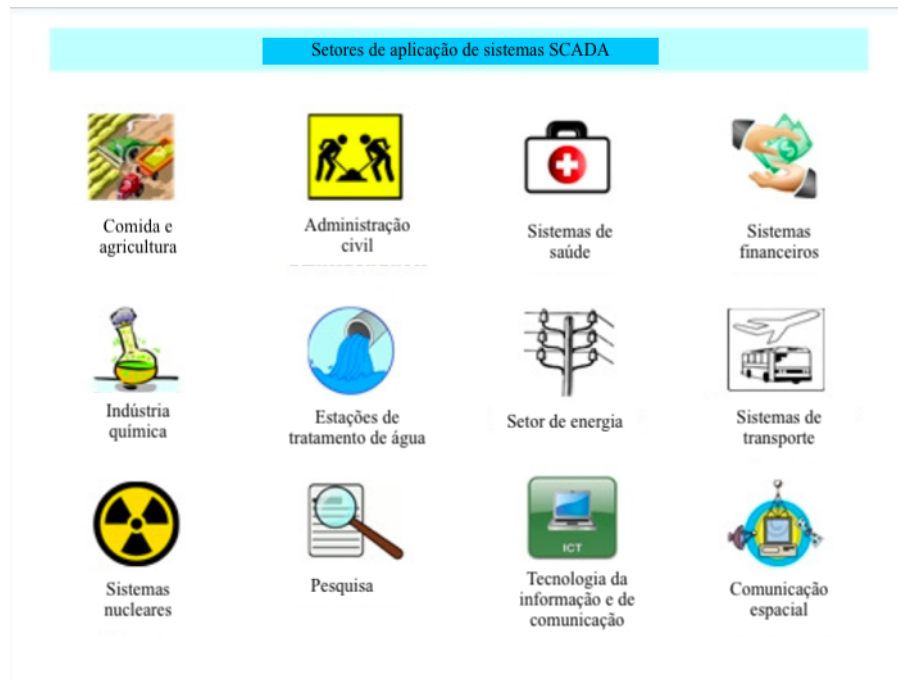 Setores de aplicação de sistemas SCADA
Comida e
agricultura
Administração
civil
Sistemas de
saúde
Sistemas
financeiros
Indústria
química
Estações de
tratamento de água
Setor de energia
Sistemas de
transporte
Sistemas
nucleares
Pesquisa
ICT
Tecnologia da
informação e de
comunicação
Comunicação
espacial